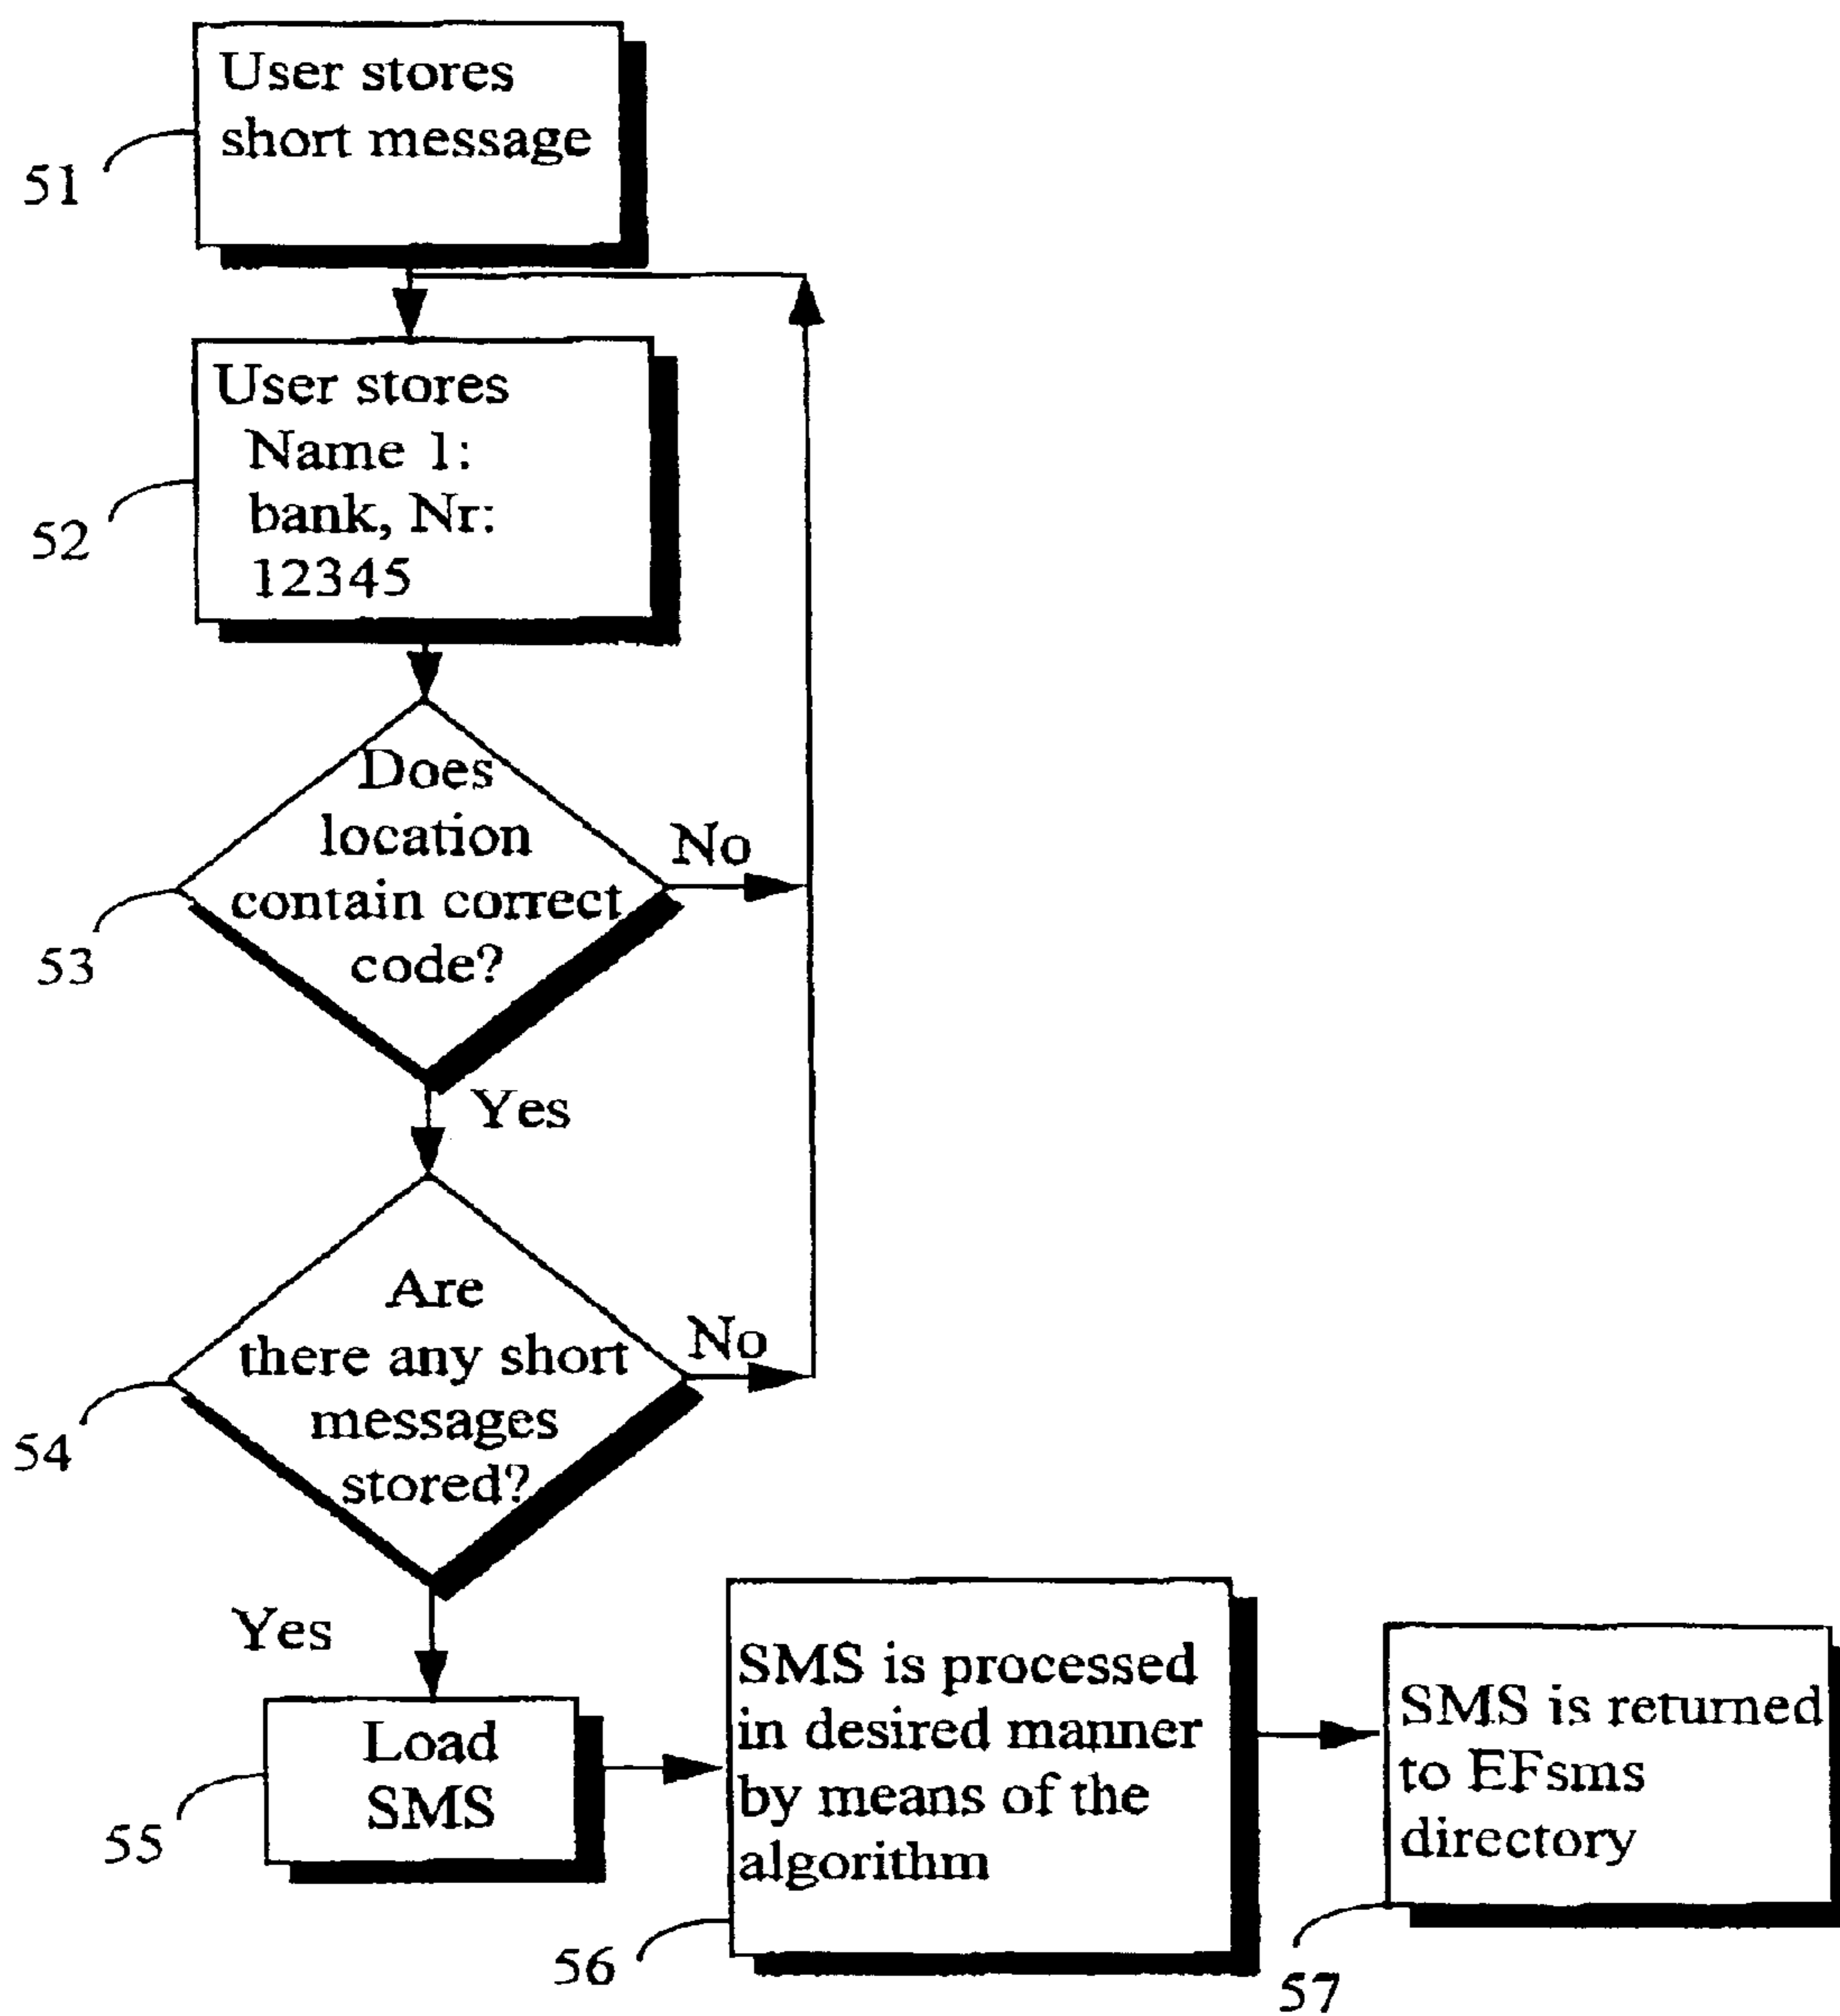 User stores
short message
51
User stores
Name 1:
bank, Nr:
12345
52
Does
location
contain correct
code?
No
53
Yes
Are
there any short
messages
stored?
No
54
Yes
Load
SMS
55
SMS is processed
in desired manner
by means of the
algorithm
56
SMS is returned
to EFsms
directory
57